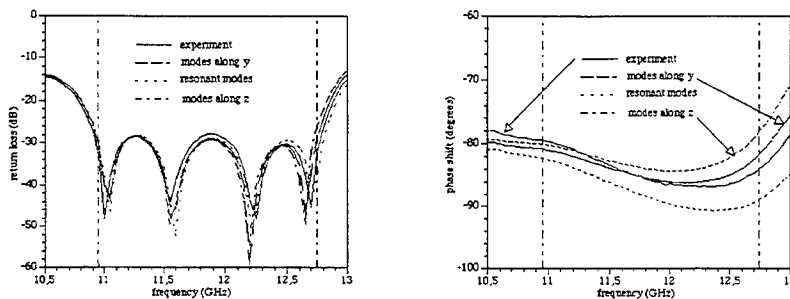 return loss (dB)
0
-10
-20
-30
-40
-50
-60
experiment
modes along y
resonant modes
modes along z
10,5
11
11,5
12
12,5
13
frequency (GHz)
phase shift (degrees)
-60
-70
-80
-90
-100
experiment
modes along y
resonant modes
modes along z
10,5
11
11,5
12
12,5
13
frequency (GHz)